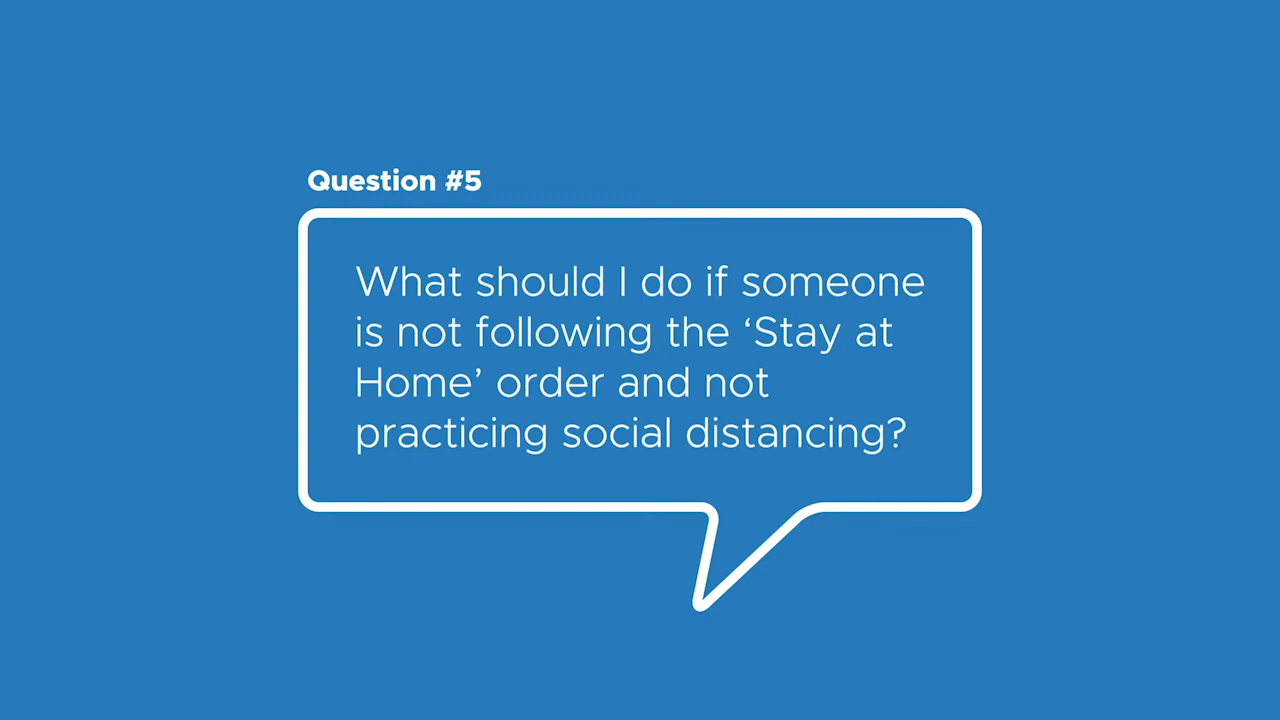 Question #5
What should I do if someone
is not following the ‘Stay at
Home’ order and not
practicing social distancing?